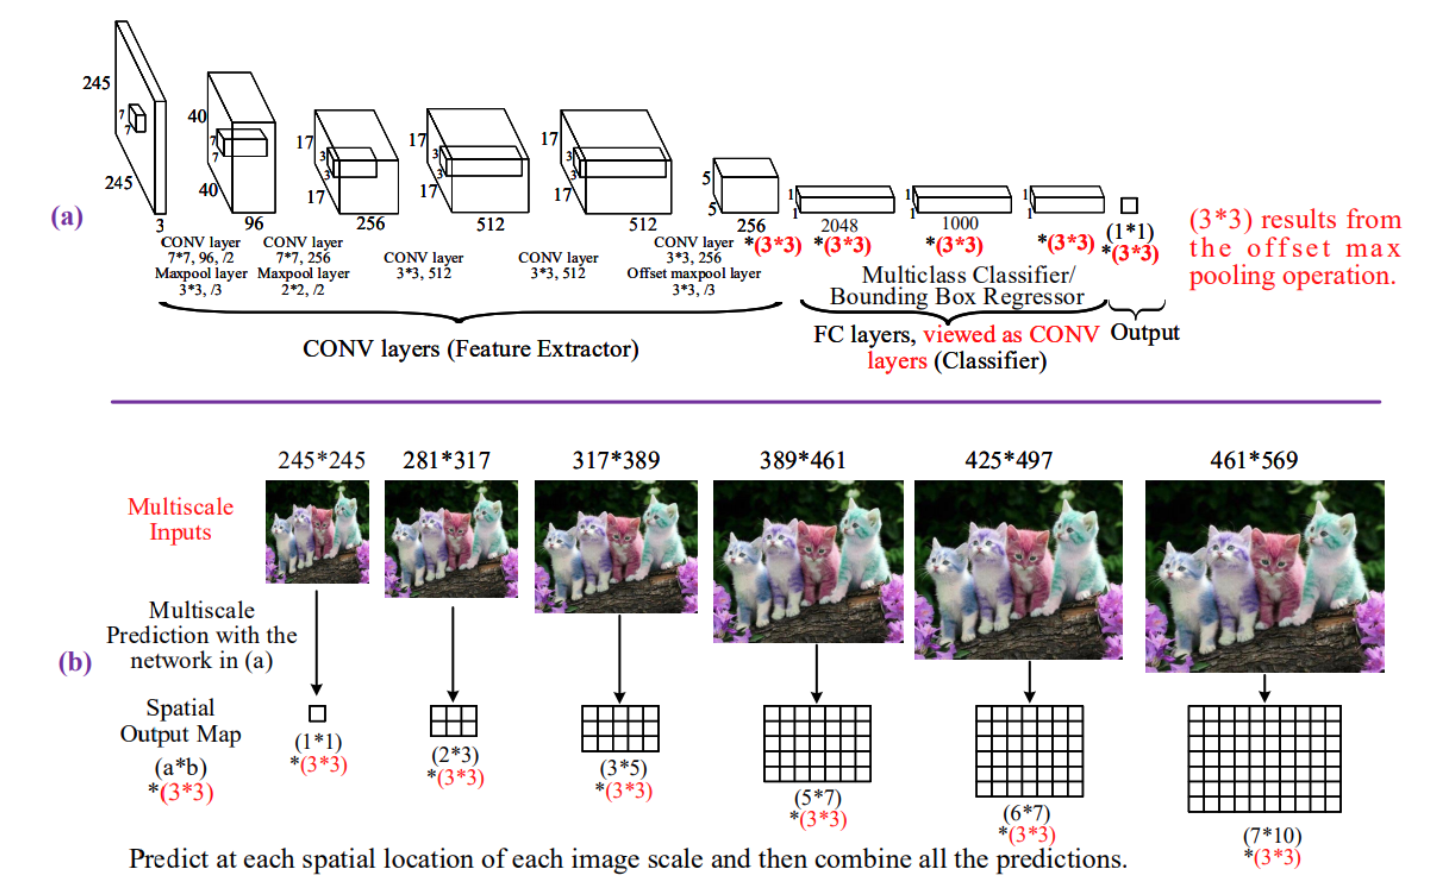 245
7
7
245
3
40
7
7
40
96
17
3
3
17
256
17
3
3
17
512
17
3
3
17
512
5
5
256
*(3*3)
1
1
2048
*(3*3)
1
1
1000
*(3*3)
1
1
*(3*3)
(1*1)
*(3*3)
(a)
CONV layer
7*7, 96, /2
Maxpool layer
3*3, /3
CONV layer
7*7, 256
Maxpool layer
2*2, /2
CONV layer
3*3, 512
CONV layer
3*3, 512
CONV layer
3*3, 256
Offset maxpool layer
3*3, /3
Multiclass Classifier/
Bounding Box Regressor
(3*3) results from
the offset max
pooling operation.
CONV layers (Feature Extractor)
FC layers, viewed as CONV
layers (Classifier)
Output
245*245
281*317
317*389
389*461
425*497
461*569
Multiscale
Inputs
Multiscale
Prediction with the
network in (a)
(b)
Spatial
Output Map
(a*b)
*(3*3)
(1*1)
*(3*3)
(2*3)
*(3*3)
(3*5)
*(3*3)
(5*7)
*(3*3)
(6*7)
*(3*3)
(7*10)
*(3*3)
Predict at each spatial location of each image scale and then combine all the predictions.